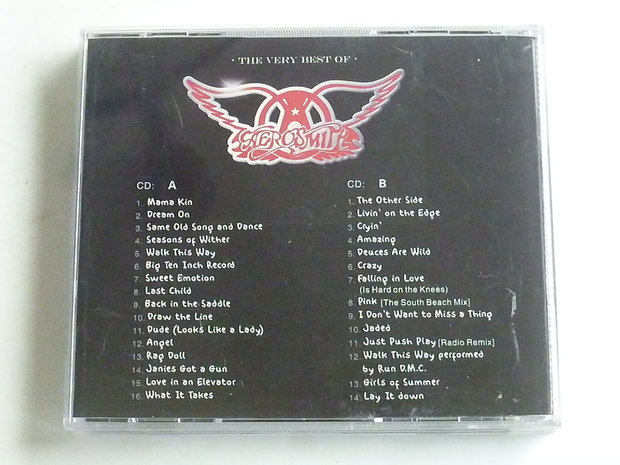 · THE VERY BEST OF ·
AEROSMITH
CD: A
1. Mama Kin
2. Dream On
3. Same Old Song and Dance
4. Seasons of Wither
5. Walk This Way
6. Big Ten Inch Record
7. Sweet Emotion
8. Last Child
9. Back in the Saddle
10. Draw the Line
11. Dude (Looks Like a Lady)
12. Angel
13. Rag Doll
14. Janies Got a Gun
15. Love in an Elevator
16. What It Takes
CD: B
1. The Other Side
2. Livin' on the Edge
3. Cryin'
4. Amazing
5. Deuces Are Wild
6. Crazy
7. Falling in Love
(Is Hard on the Knees)
8. Pink [The South Beach Mix]
9. I Don't Want to Miss a Thing
10. Jaded
11. Just Push Play [Radio Remix]
12. Walk This Way performed
by Run D.M.C.
13. Girls of Summer
14. Lay It down